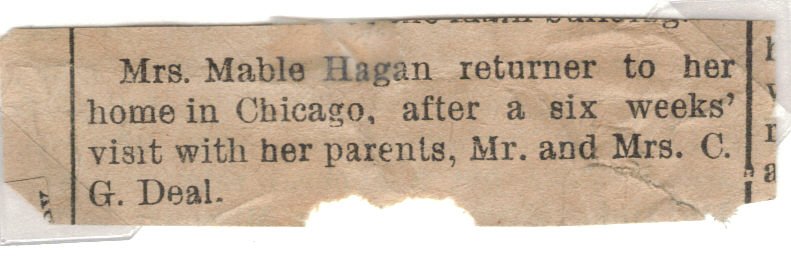 Mrs. Mable Hagan returner to her
home in Chicago, after a six weeks'
visit with her parents, Mr. and Mrs. C.
G. Deal.